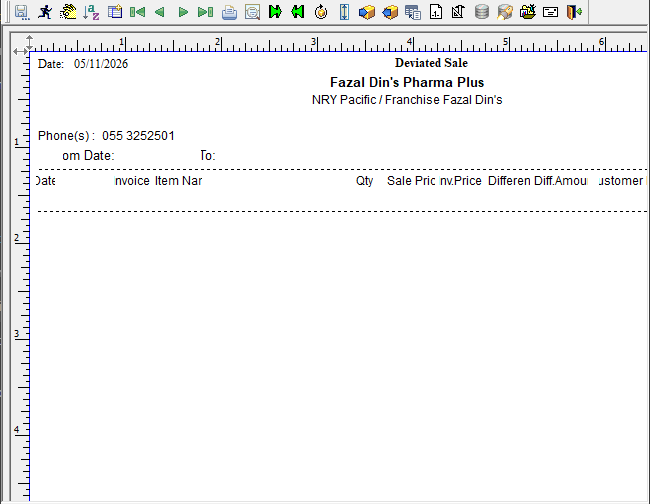 1 2 3 4 5 6
Date: 05/11/2026 Deviated Sale
Fazal Din's Pharma Plus
NRY Pacific / Franchise Fazal Din's
Phone(s) : 055 3252501
1
om Date: To:
Date nvoice Item Nar Qty Sale Pric nv.Price Differen Diff.Amou ustomer
2
3
4